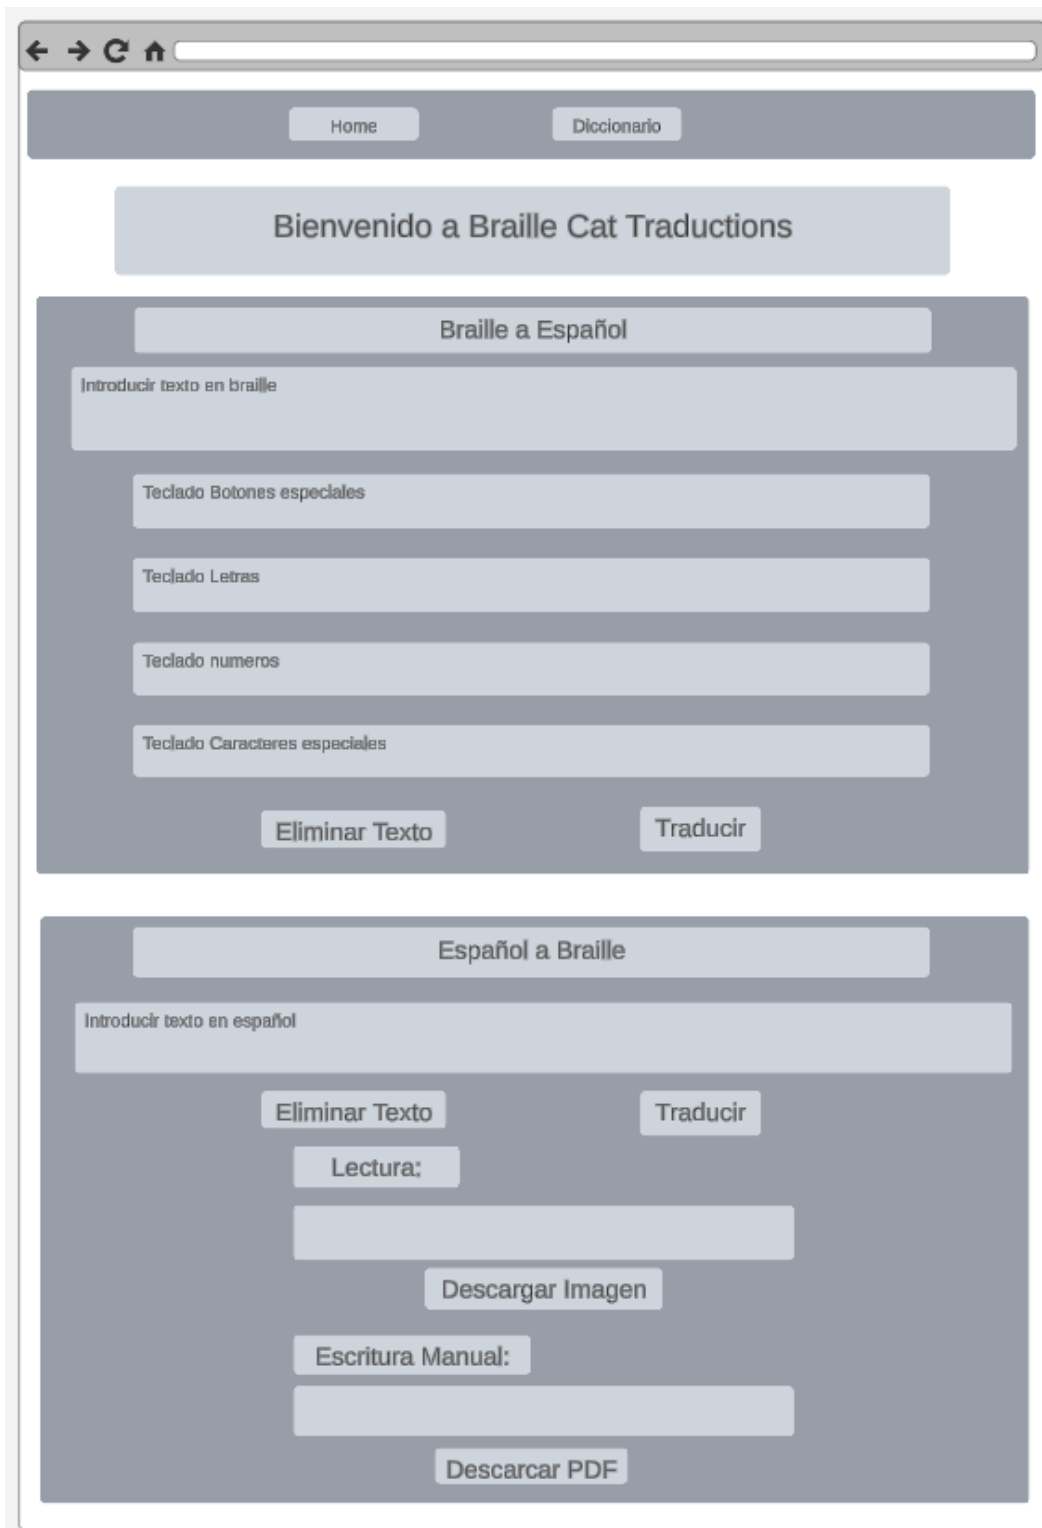 Home
Diccionario
Bienvenido a Braille Cat Traductions
Braille a Español
Introducir texto en braille
Teclado Botones especiales
Teclado Letras
Teclado numeros
Teclado Caracteres especiales
Eliminar Texto
Traducir
Español a Braille
Introducir texto en español
Eliminar Texto
Traducir
Lectura:
Descargar Imagen
Escritura Manual:
Descarcar PDF